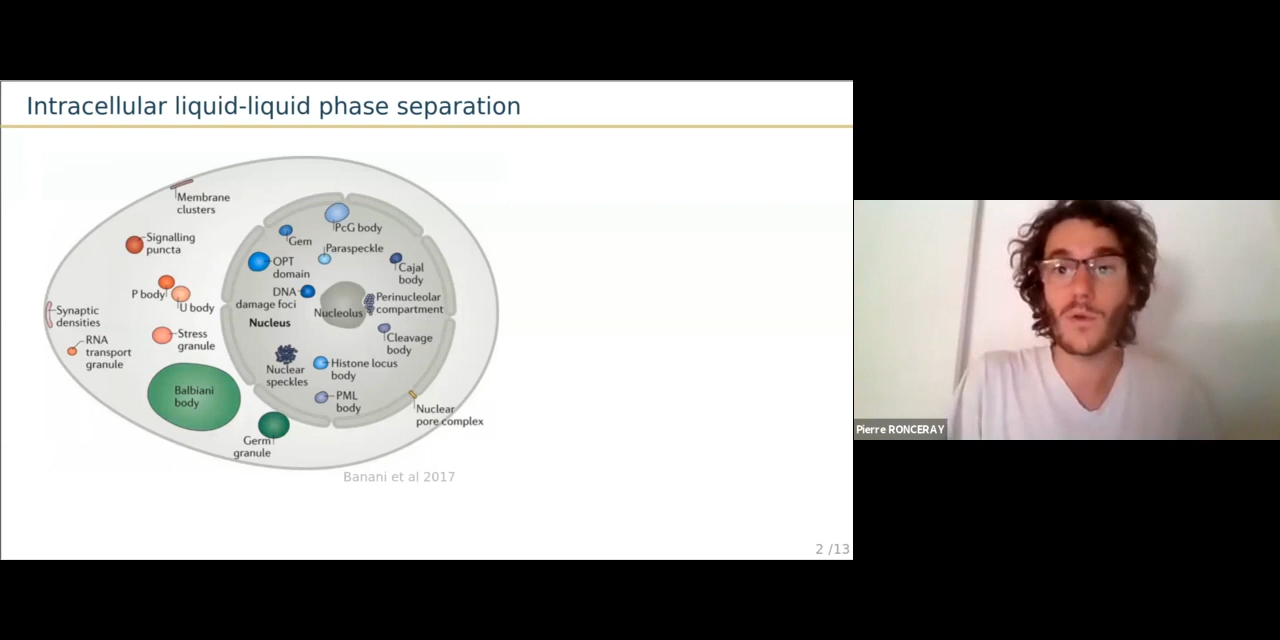 Intracellular liquid-liquid phase separation
Membrane
clusters
Signalling
puncta
P body
U body
Synaptic
densities
RNA
transport
granule
Stress
granule
Balbiani
body
Germ
granule
PcG body
Gem
Paraspeckle
OPT
domain
Cajal
body
DNA
damage foci
Perinucleolar
compartment
Nucleolus
Nucleus
Cleavage
body
Nuclear
speckles
Histone locus
body
PML
body
Nuclear
pore complex
Banani et al 2017
2 /13
Pierre RONCERAY